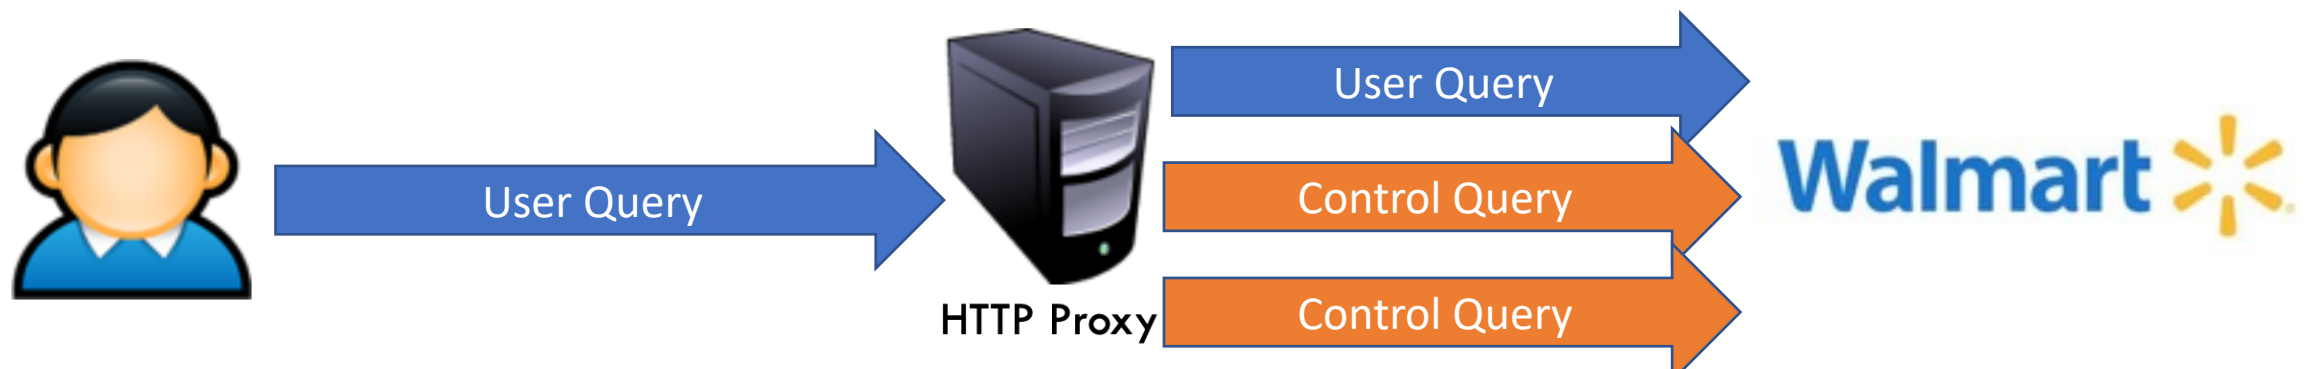 User Query
HTTP Proxy
User Query
Control Query
Control Query
Walmart